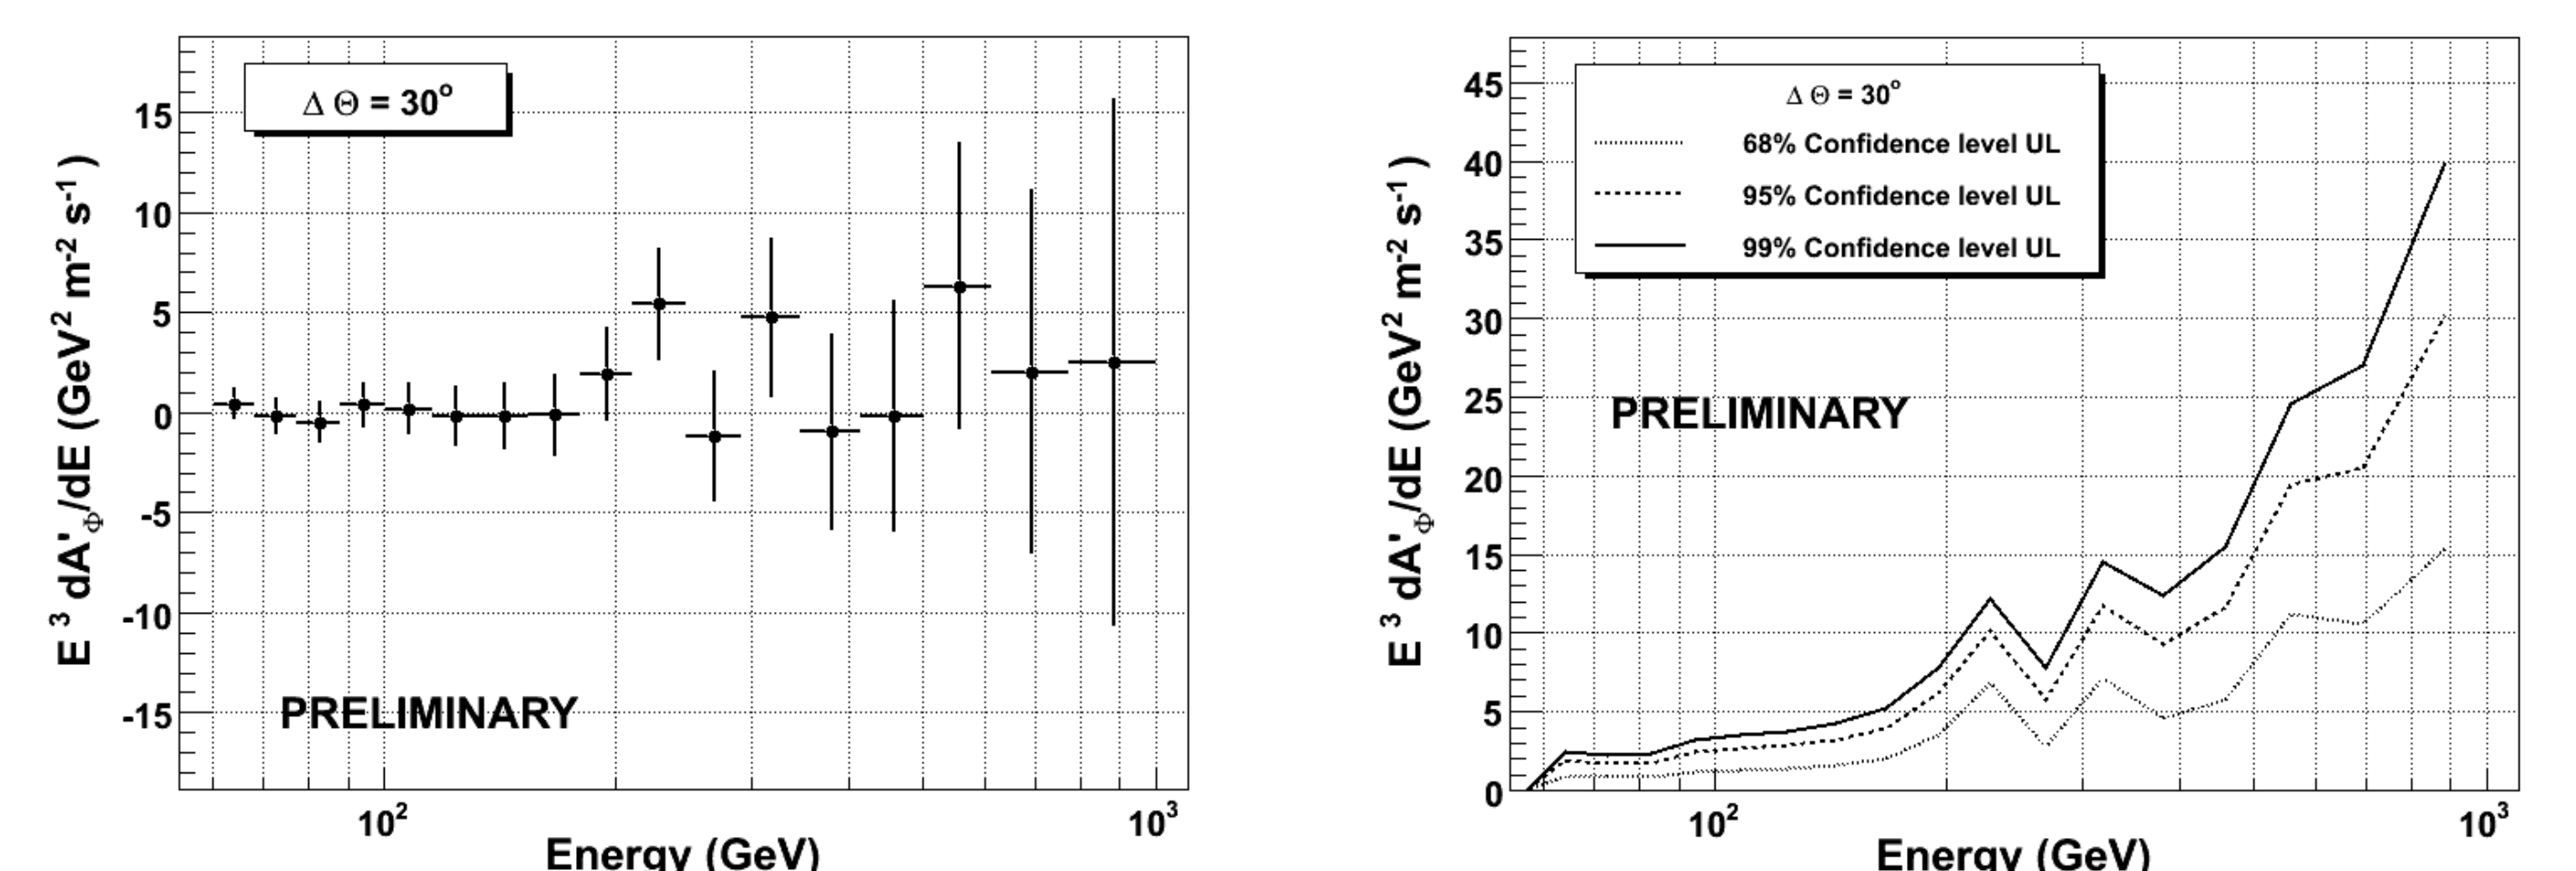 Δ Θ = 30°
15
10
5
0
-5
-10
-15
E³ dA'Φ/dE (GeV² m⁻² s⁻¹)
PRELIMINARY
10²
10³
Energy (GeV)
Δ Θ = 30°
68% Confidence level UL
95% Confidence level UL
99% Confidence level UL
45
40
35
30
25
20
15
10
5
0
E³ dA'Φ/dE (GeV² m⁻² s⁻¹)
PRELIMINARY
10²
10³
Energy (GeV)